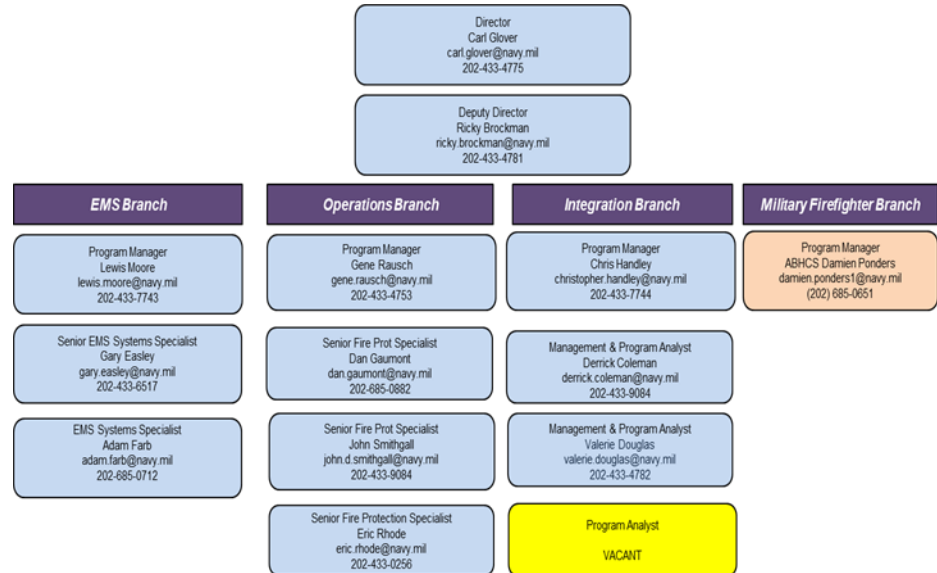 Director
Carl Glover
carl.glover@navy.mil
202-433-4775
Deputy Director
Ricky Brockman
ricky.brockman@navy.mil
202-433-4781
EMS Branch
Program Manager
Lewis Moore
lewis.moore@navy.mil
202-433-7743
Senior EMS Systems Specialist
Gary Easley
gary.easley@navy.mil
202-433-6517
EMS Systems Specialist
Adam Farb
adam.farb@navy.mil
202-685-0712
Operations Branch
Program Manager
Gene Rausch
gene.rausch@navy.mil
202-433-4753
Senior Fire Prot Specialist
Dan Gaumont
dan.gaumont@navy.mil
202-685-0882
Senior Fire Prot Specialist
John Smithgall
john.d.smithgall@navy.mil
202-433-9084
Senior Fire Protection Specialist
Eric Rhode
eric.rhode@navy.mil
202-433-0256
Integration Branch
Program Manager
Chris Handley
christopher.handley@navy.mil
202-433-7744
Management & Program Analyst
Derrick Coleman
derrick.coleman@navy.mil
202-433-9084
Management & Program Analyst
Valerie Douglas
valerie.douglas@navy.mil
202-433-4782
Program Analyst
VACANT
Military Firefighter Branch
Program Manager
ABHCS Damien Ponders
damien.ponders1@navy.mil
(202) 685-0651